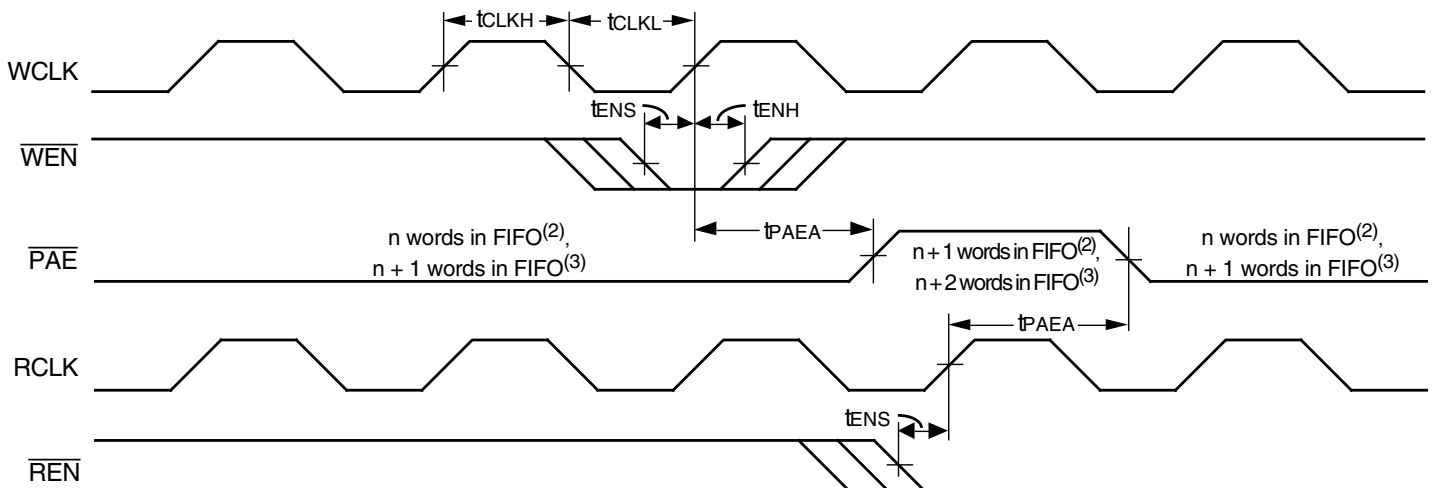 tCLKH tCLKL
WCLK
tENS tENH
WEN
tPAEA
PAE
n words in FIFO(2),
n + 1 words in FIFO(3)
n + 1 words in FIFO(2),
n + 2 words in FIFO(3)
n words in FIFO(2),
n + 1 words in FIFO(3)
tPAEA
RCLK
tENS
REN